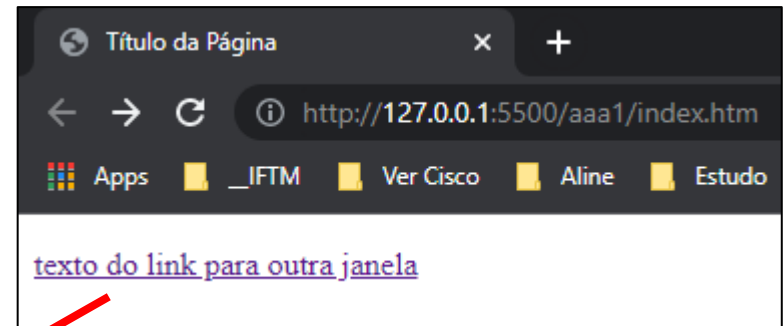 Título da Página
http://127.0.0.1:5500/aaa1/index.htm
Apps __IFTM Ver Cisco Aline Estudo
texto do link para outra janela